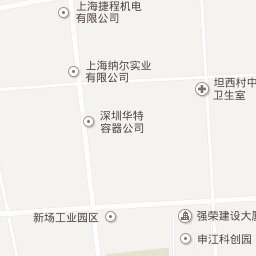 上海捷程机电
有限公司
上海纳尔实业
有限公司
坦西村中
卫生室
深圳华特
容器公司
新场工业园区
强荣建设大厦
申江科创园